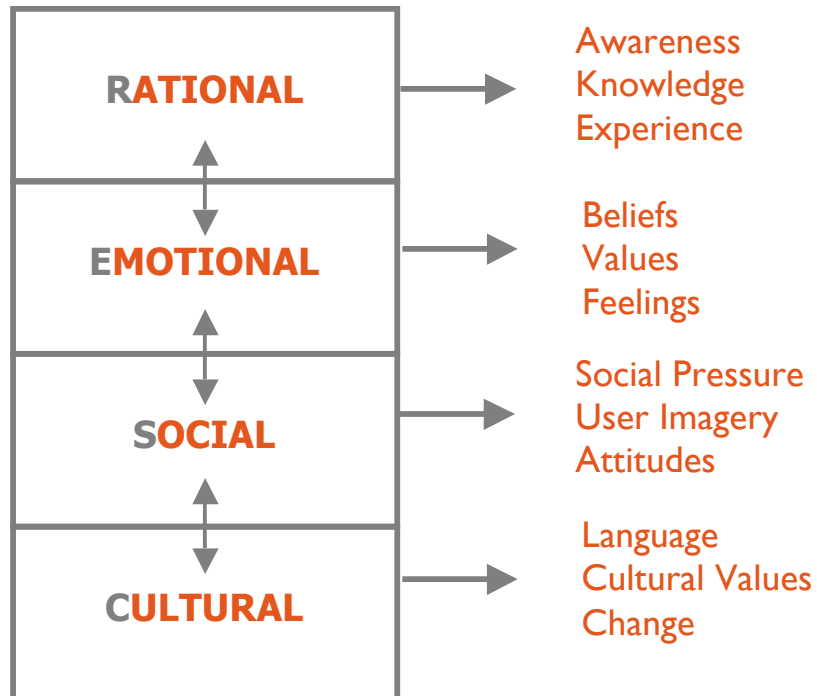 RATIONAL
Awareness
Knowledge
Experience
EMOTIONAL
Beliefs
Values
Feelings
SOCIAL
Social Pressure
User Imagery
Attitudes
CULTURAL
Language
Cultural Values
Change